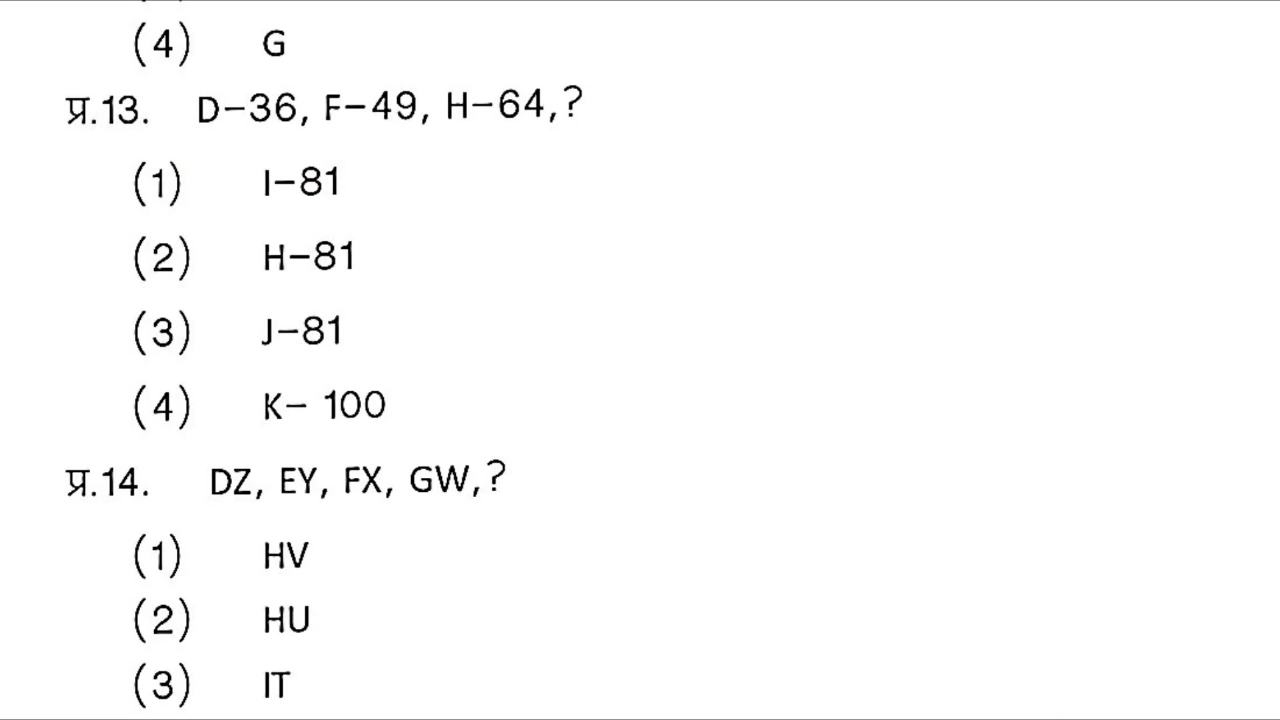 (4) G
प्र.13. D-36, F-49, H-64,?
(1) I-81
(2) H-81
(3) J-81
(4) K- 100
प्र.14. DZ, EY, FX, GW,?
(1) HV
(2) HU
(3) IT